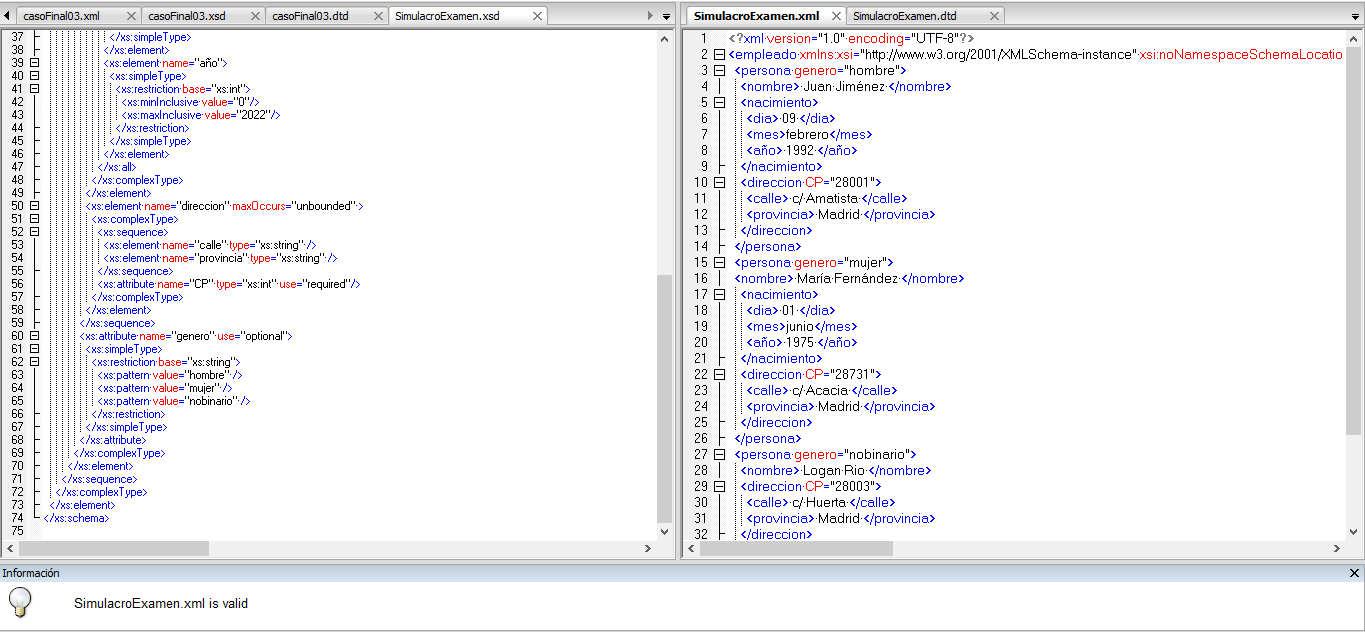 casoFinal03.xml casoFinal03.xsd casoFinal03.dtd SimulacroExamen.xsd
37 </xs:simpleType>
38 </xs:element>
39 <xs:element name="año">
40 <xs:simpleType>
41 <xs:restriction base="xs:int">
42 <xs:minInclusive value="0"/>
43 <xs:maxInclusive value="2022"/>
44 </xs:restriction>
45 </xs:simpleType>
46 </xs:element>
47 </xs:all>
48 </xs:complexType>
49 </xs:element>
50 <xs:element name="direccion" maxOccurs="unbounded" >
51 <xs:complexType>
52 <xs:sequence>
53 <xs:element name="calle" type="xs:string" />
54 <xs:element name="provincia" type="xs:string" />
55 </xs:sequence>
56 <xs:attribute name="CP" type="xs:int" use="required"/>
57 </xs:complexType>
58 </xs:element>
59 </xs:sequence>
60 <xs:attribute name="genero" use="optional">
61 <xs:simpleType>
62 <xs:restriction base="xs:string">
63 <xs:pattern value="hombre" />
64 <xs:pattern value="mujer" />
65 <xs:pattern value="nobinario" />
66 </xs:restriction>
67 </xs:simpleType>
68 </xs:attribute>
69 </xs:complexType>
70 </xs:element>
71 </xs:sequence>
72 </xs:complexType>
73 </xs:element>
74 </xs:schema>
75
SimulacroExamen.xml SimulacroExamen.dtd
1 <?xml version="1.0" encoding="UTF-8"?>
2 <empleado xmlns:xsi="http://www.w3.org/2001/XMLSchema-instance" xsi:noNamespaceSchemaLocatio
3 <persona genero="hombre">
4 <nombre> Juan Jiménez </nombre>
5 <nacimiento>
6 <dia> 09 </dia>
7 <mes>febrero</mes>
8 <año> 1992 </año>
9 </nacimiento>
10 <direccion CP="28001">
11 <calle> c/ Amatista </calle>
12 <provincia> Madrid </provincia>
13 </direccion>
14 </persona>
15 <persona genero="mujer">
16 <nombre> María Fernández </nombre>
17 <nacimiento>
18 <dia> 01 </dia>
19 <mes>junio</mes>
20 <año> 1975 </año>
21 </nacimiento>
22 <direccion CP="28731">
23 <calle> c/ Acacia </calle>
24 <provincia> Madrid </provincia>
25 </direccion>
26 </persona>
27 <persona genero="nobinario">
28 <nombre> Logan Rio </nombre>
29 <direccion CP="28003">
30 <calle> c/ Huerta </calle>
31 <provincia> Madrid </provincia>
32 </direccion>
Información
SimulacroExamen.xml is valid